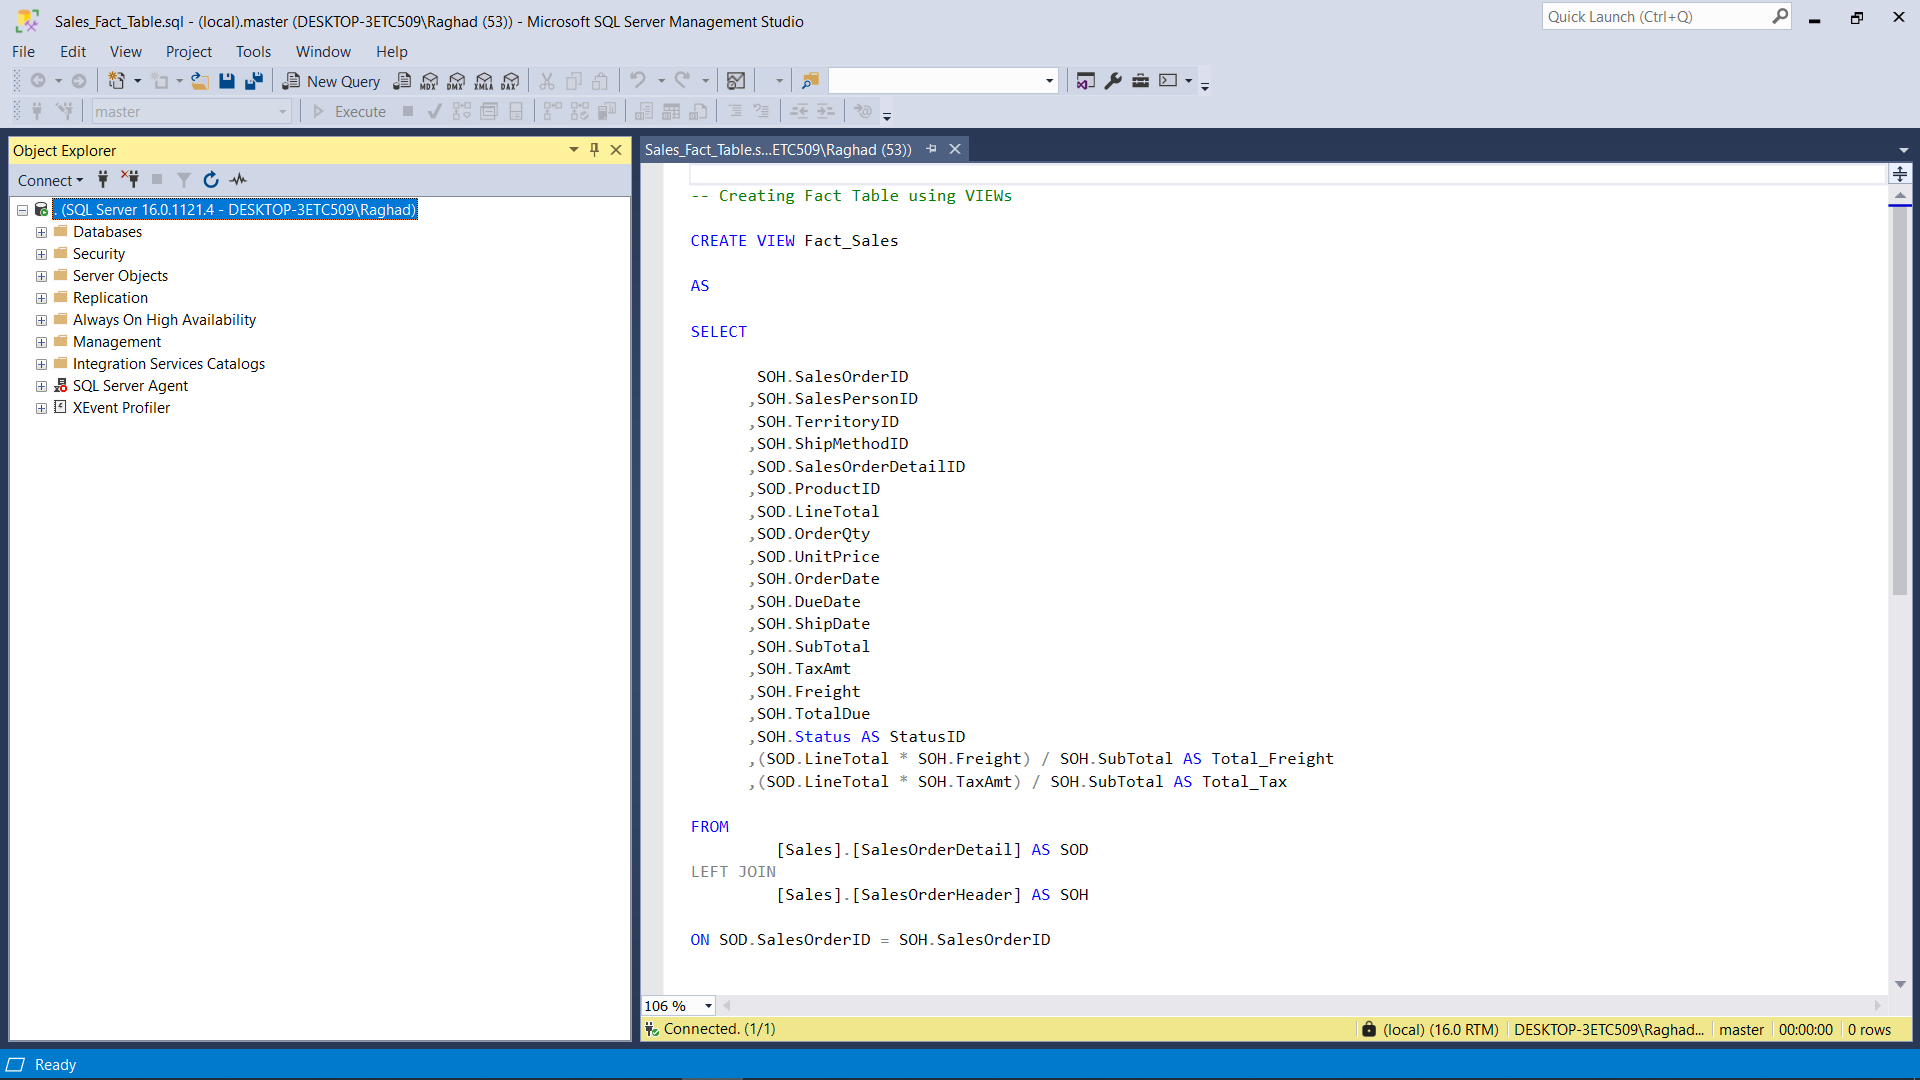 Sales_Fact_Table.sql - (local).master (DESKTOP-3ETC509\Raghad (53)) - Microsoft SQL Server Management Studio
Quick Launch (Ctrl+Q)
File Edit View Project Tools Window Help
New Query MDX DMX XMLA DAX
master Execute
Object Explorer
Connect
. (SQL Server 16.0.1121.4 - DESKTOP-3ETC509\Raghad)
Databases
Security
Server Objects
Replication
Always On High Availability
Management
Integration Services Catalogs
SQL Server Agent
XEvent Profiler
Sales_Fact_Table.s...ETC509\Raghad (53))
-- Creating Fact Table using VIEWs
CREATE VIEW Fact_Sales
AS
SELECT
SOH.SalesOrderID
,SOH.SalesPersonID
,SOH.TerritoryID
,SOH.ShipMethodID
,SOD.SalesOrderDetailID
,SOD.ProductID
,SOD.LineTotal
,SOD.OrderQty
,SOD.UnitPrice
,SOH.OrderDate
,SOH.DueDate
,SOH.ShipDate
,SOH.SubTotal
,SOH.TaxAmt
,SOH.Freight
,SOH.TotalDue
,SOH.Status AS StatusID
,(SOD.LineTotal * SOH.Freight) / SOH.SubTotal AS Total_Freight
,(SOD.LineTotal * SOH.TaxAmt) / SOH.SubTotal AS Total_Tax
FROM
[Sales].[SalesOrderDetail] AS SOD
LEFT JOIN
[Sales].[SalesOrderHeader] AS SOH
ON SOD.SalesOrderID = SOH.SalesOrderID
106 %
Connected. (1/1)
(local) (16.0 RTM) DESKTOP-3ETC509\Raghad... master 00:00:00 0 rows
Ready